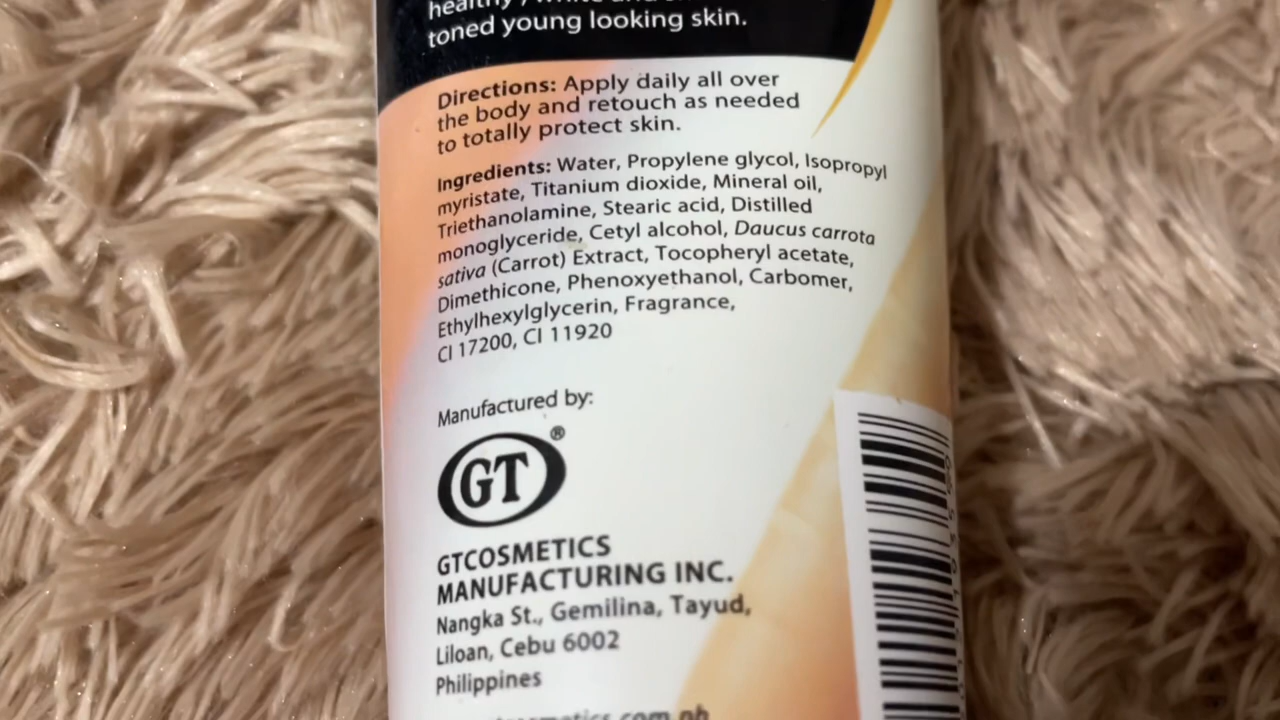 healthy, white and
toned young looking skin.
Directions: Apply daily all over
the body and retouch as needed
to totally protect skin.
Ingredients: Water, Propylene glycol, Isopropyl
myristate, Titanium dioxide, Mineral oil,
Triethanolamine, Stearic acid, Distilled
monoglyceride, Cetyl alcohol, Daucus carrota
sativa (Carrot) Extract, Tocopheryl acetate,
Dimethicone, Phenoxyethanol, Carbomer,
Ethylhexylglycerin, Fragrance,
CI 17200, CI 11920
Manufactured by:
GT®
GTCOSMETICS
MANUFACTURING INC.
Nangka St., Gemilina, Tayud,
Liloan, Cebu 6002
Philippines